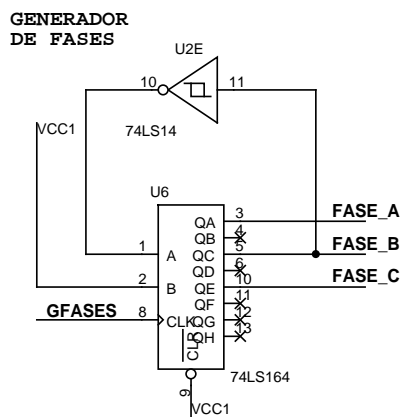 GENERADOR
DE FASES
U2E
10
11
VCC1
74LS14
U6
1
A
QA
3
FASE_A
QB
4
QC
5
FASE_B
QD
6
2
B
QE
10
FASE_C
QF
11
GFASES
8
CLK
QG
12
QH
13
CLR
9
74LS164
VCC1